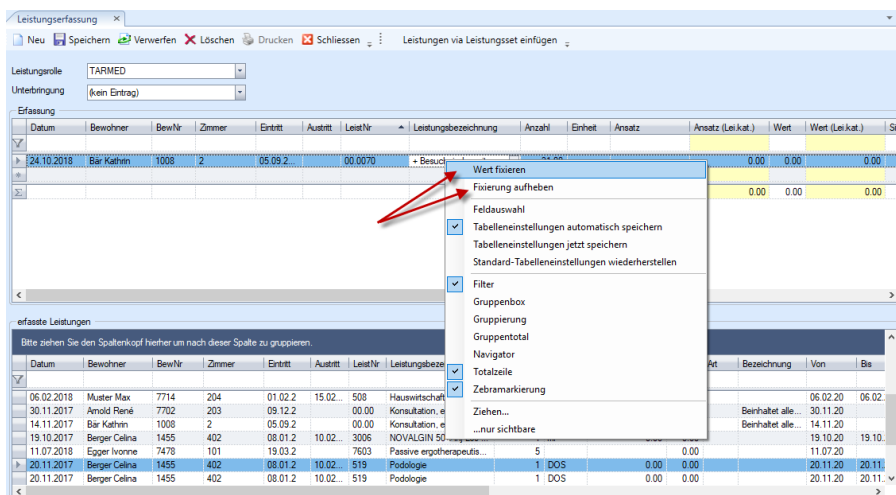 Leistungserfassung ×
Neu Speichern Verwerfen Löschen Drucken Schliessen Leistungen via Leistungsset einfügen
Leistungsrolle TARMED
Unterbringung (kein Eintrag)
Erfassung
Datum Bewohner BewNr Zimmer Eintritt Austritt LeistNr Leistungsbezeichnung Anzahl Einheit Ansatz Ansatz (Lei.kat.) Wert Wert (Lei.kat.)
24.10.2018 Bär Kathrin 1008 2 05.09.2... 00.0070 0.00 0.00 0.00
Σ 0.00 0.00 0.00
Wert fixieren
Fixierung aufheben
Feldauswahl
Tabelleneinstellungen automatisch speichern
Tabelleneinstellungen jetzt speichern
Standard-Tabelleneinstellungen wiederherstellen
Filter
Gruppenbox
Gruppierung
Gruppentotal
Navigator
Totalzeile
Zebramarkierung
Ziehen...
...nur sichtbare
erfasste Leistungen
Bitte ziehen Sie den Spaltenkopf hierher um nach dieser Spalte zu gruppieren.
Datum Bewohner BewNr Zimmer Eintritt Austritt LeistNr Leistungsbeze Art Bezeichnung Von Bis
06.02.2018 Muster Max 7714 204 01.02.2 15.02... 508 Hauswirtschaft 06.02.20 06.02.
30.11.2017 Arnold René 7702 203 09.12.2 00.00 Konsultation, e Beinhaltet alle... 30.11.20
14.11.2017 Bär Kathrin 1008 2 05.09.2 00.00 Konsultation, e Beinhaltet alle... 14.11.20
19.10.2017 Berger Celina 1455 402 08.01.2 10.02... 3006 NOVALGIN 50 19.10.20 19.10..
11.07.2018 Egger Ivonne 7478 101 19.03.2 7603 Passive ergotherapeutis... 5 0.00 11.07.20
20.11.2017 Berger Celina 1455 402 08.01.2 10.02... 519 Podologie 1 DOS 0.00 0.00 20.11.20 20.11..
20.11.2017 Berger Celina 1455 402 08.01.2 10.02... 519 Podologie 1 DOS 0.00 0.00 20.11.20 20.11..